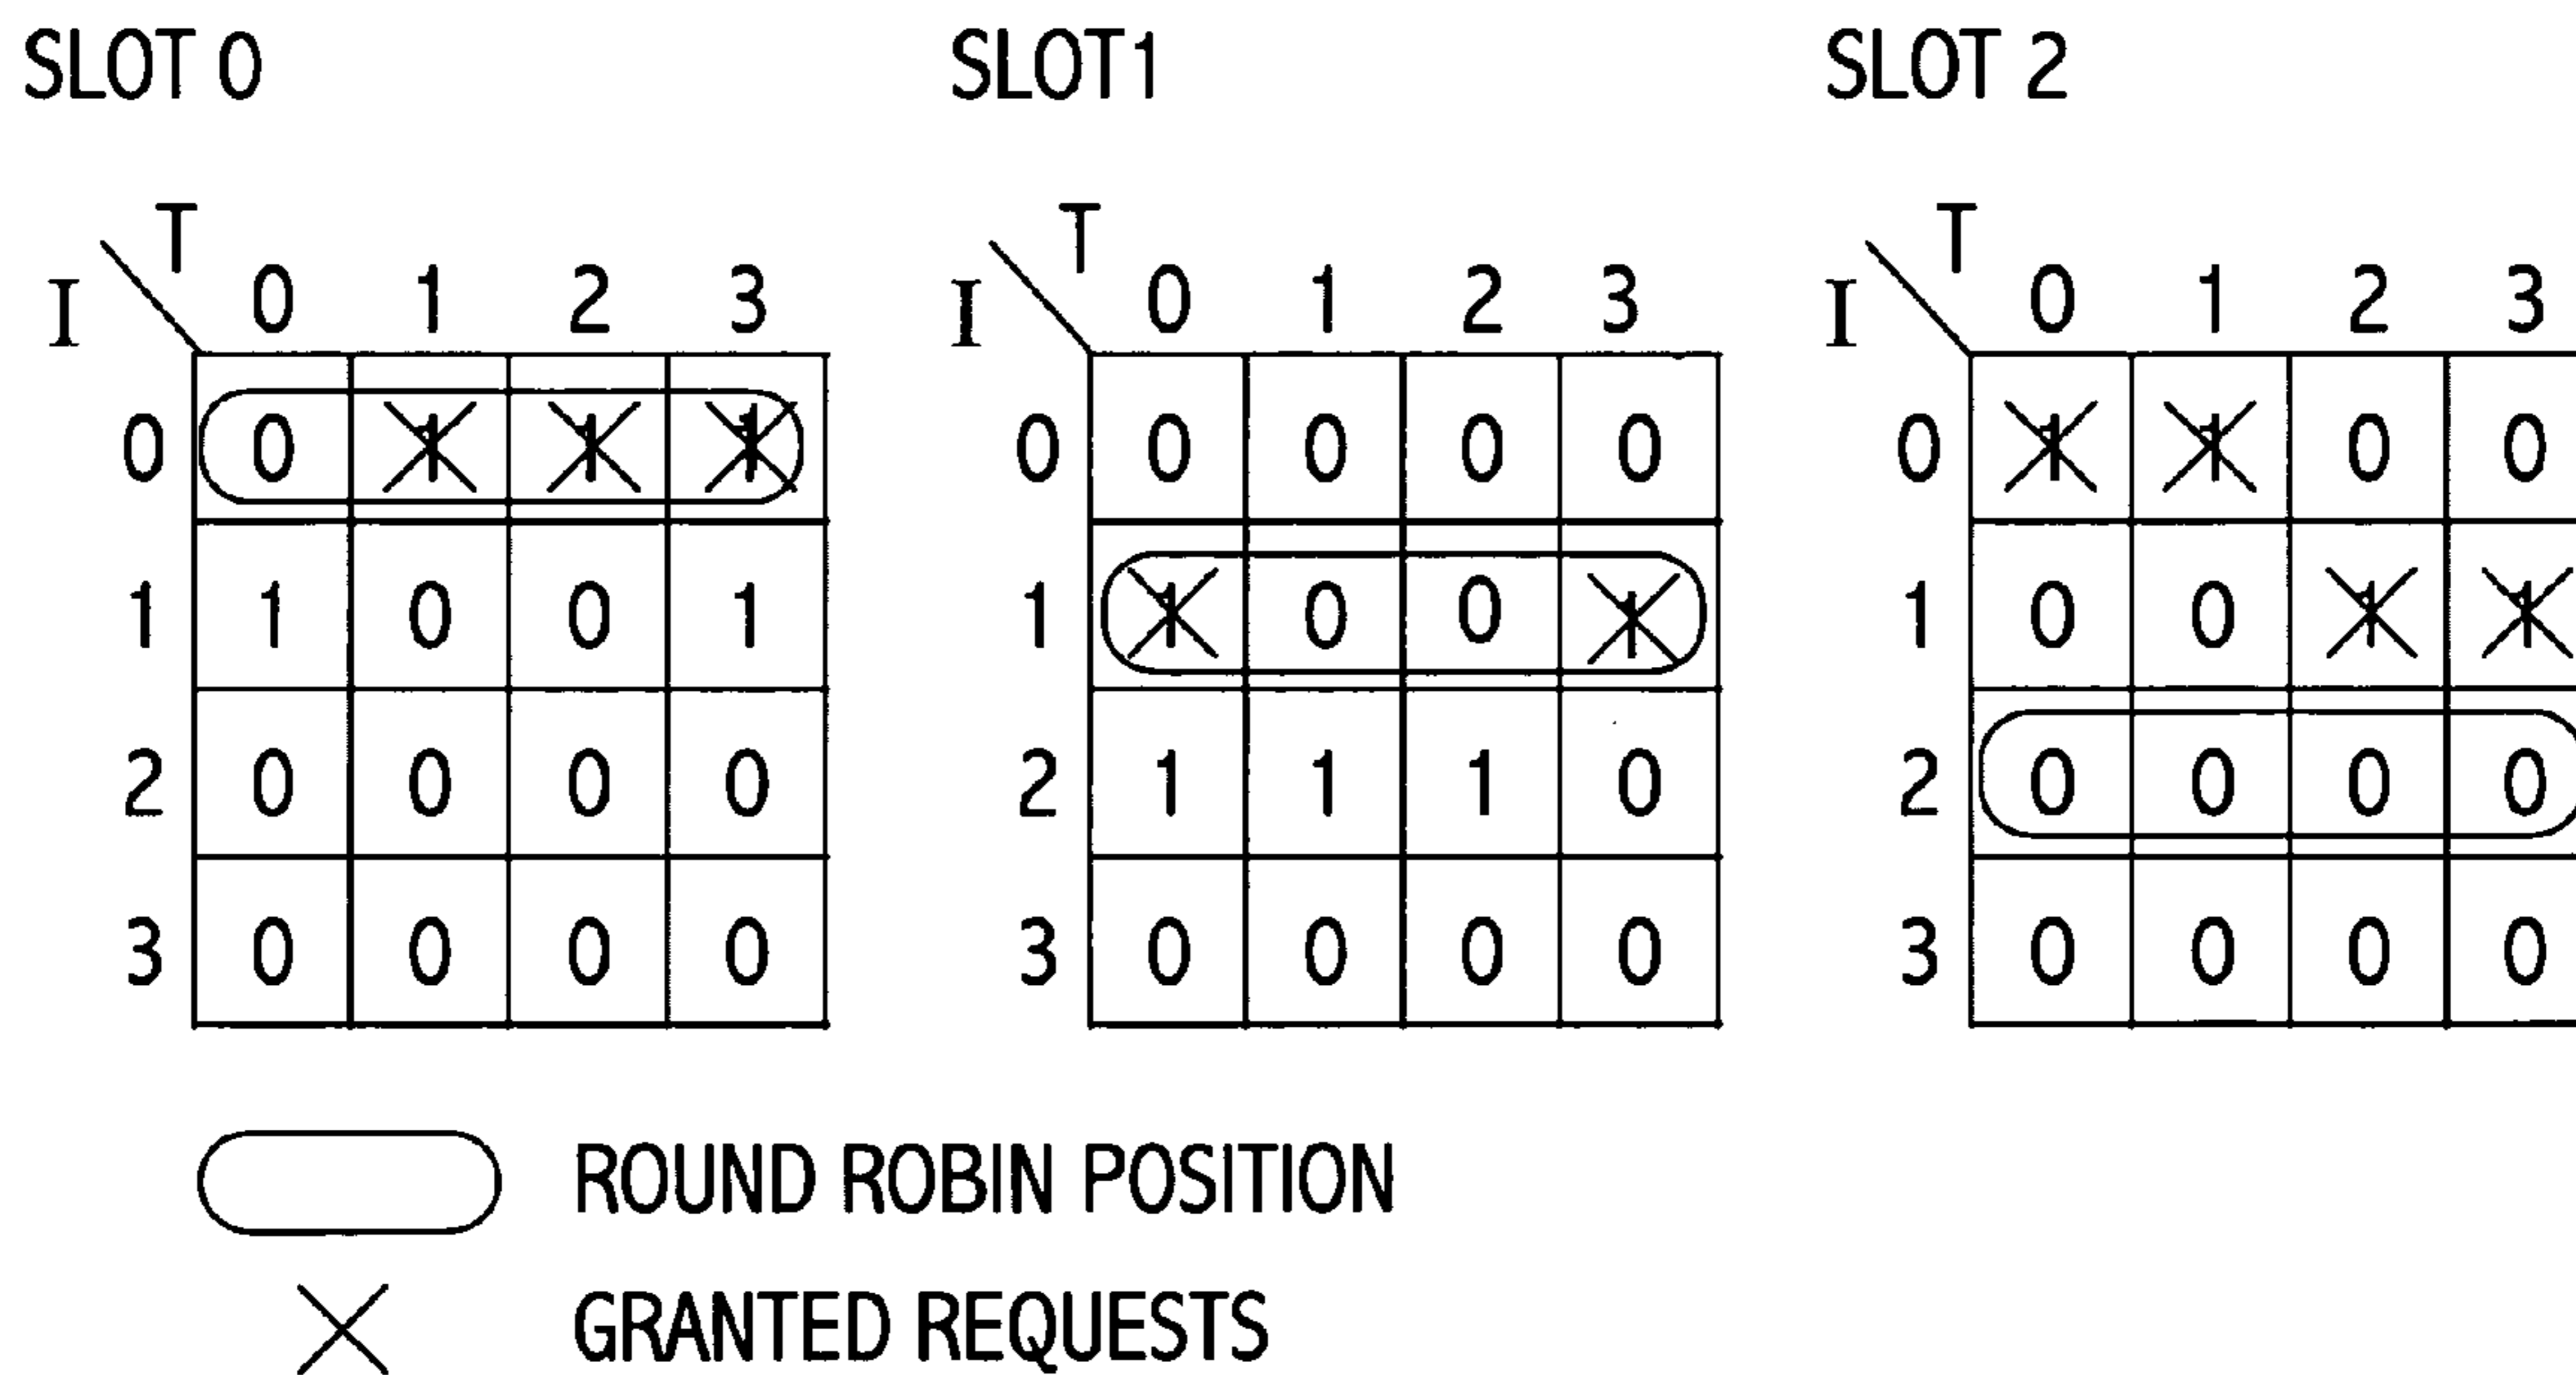 SLOT 0 SLOT1 SLOT 2
T T T
I 0 1 2 3 I 0 1 2 3 I 0 1 2 3
0 0 1 1 1 0 0 0 0 0 0 1 1 0 0
1 1 0 0 1 1 1 0 0 1 1 0 0 1 1
2 0 0 0 0 2 1 1 1 0 2 0 0 0 0
3 0 0 0 0 3 0 0 0 0 3 0 0 0 0
ROUND ROBIN POSITION
GRANTED REQUESTS